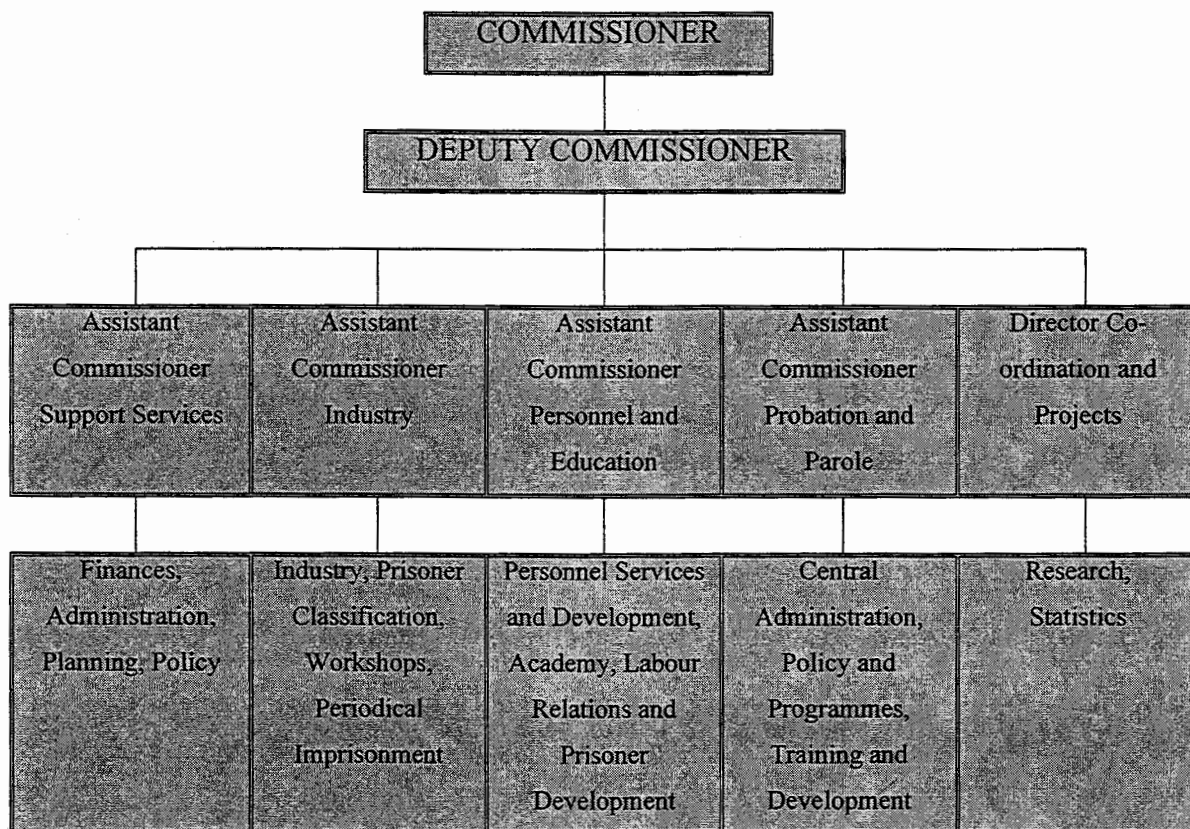 COMMISSIONER
DEPUTY COMMISSIONER
Assistant
Commissioner
Support Services
Assistant
Commissioner
Industry
Assistant
Commissioner
Personnel and
Education
Assistant
Commissioner
Probation and
Parole
Director Co-
ordination and
Projects
Finances,
Administration,
Planning, Policy
Industry, Prisoner
Classification,
Workshops,
Periodical
Imprisonment
Personnel Services
and Development,
Academy, Labour
Relations and
Prisoner
Development
Central
Administration,
Policy and
Programmes,
Training and
Development
Research,
Statistics